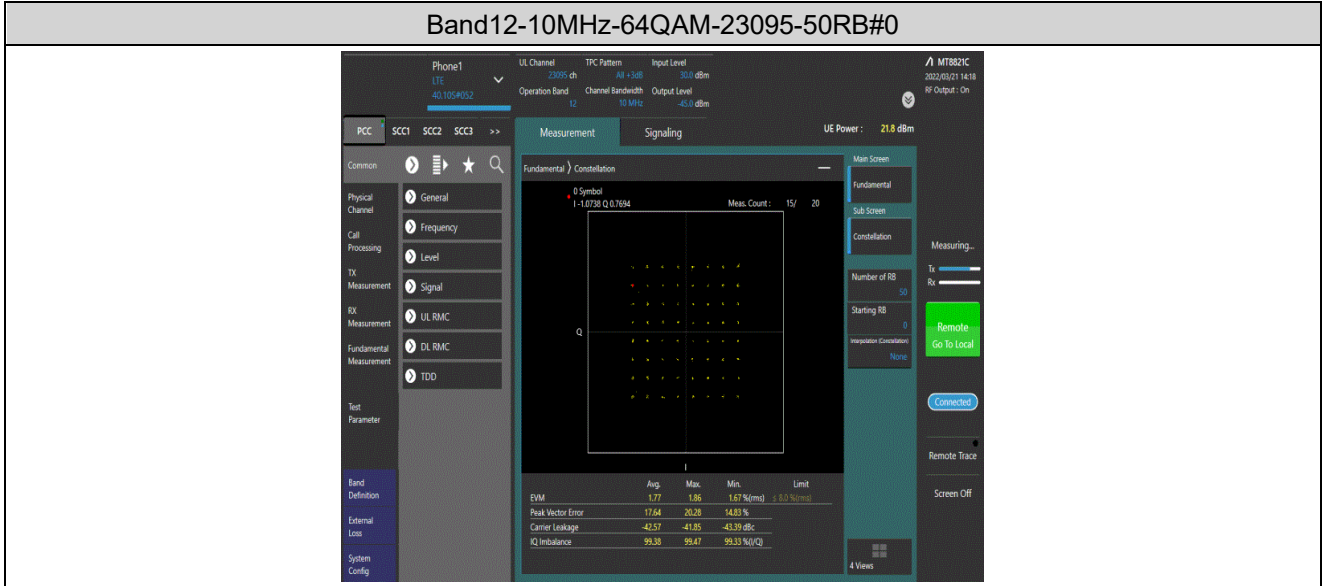 Band12-10MHz-64QAM-23095-50RB#0
Phone1
LTE
40.10S#052
UL Channel
23095 ch
TPC Pattern
All +3dB
Input Level
30.0 dBm
Operation Band
12
Channel Bandwidth
10 MHz
Output Level
-45.0 dBm
MT8821C
2022/03/21 14:18
RF Output : On
PCC SCC1 SCC2 SCC3 >>
Measurement Signaling
UE Power : 21.8 dBm
Common
Physical
Channel
Call
Processing
TX
Measurement
RX
Measurement
Fundamental
Measurement
Test
Parameter
Band
Definition
External
Loss
System
Config
General
Frequency
Level
Signal
UL RMC
DL RMC
TDD
Fundamental 〉 Constellation
0 Symbol
I -1.0738 Q 0.7694 Meas. Count : 15/ 20
Q
I
Avg. Max. Min. Limit
EVM 1.77 1.86 1.67 %(rms) ≤ 8.0 %(rms)
Peak Vector Error 17.64 20.28 14.83 %
Carrier Leakage -42.57 -41.85 -43.39 dBc
IQ Imbalance 99.38 99.47 99.33 %(I/Q)
Main Screen
Fundamental
Sub Screen
Constellation
Number of RB
50
Starting RB
0
Interpolation (Constellation)
None
4 Views
Measuring...
Tx
Rx
Remote
Go To Local
Connected
Remote Trace
Screen Off